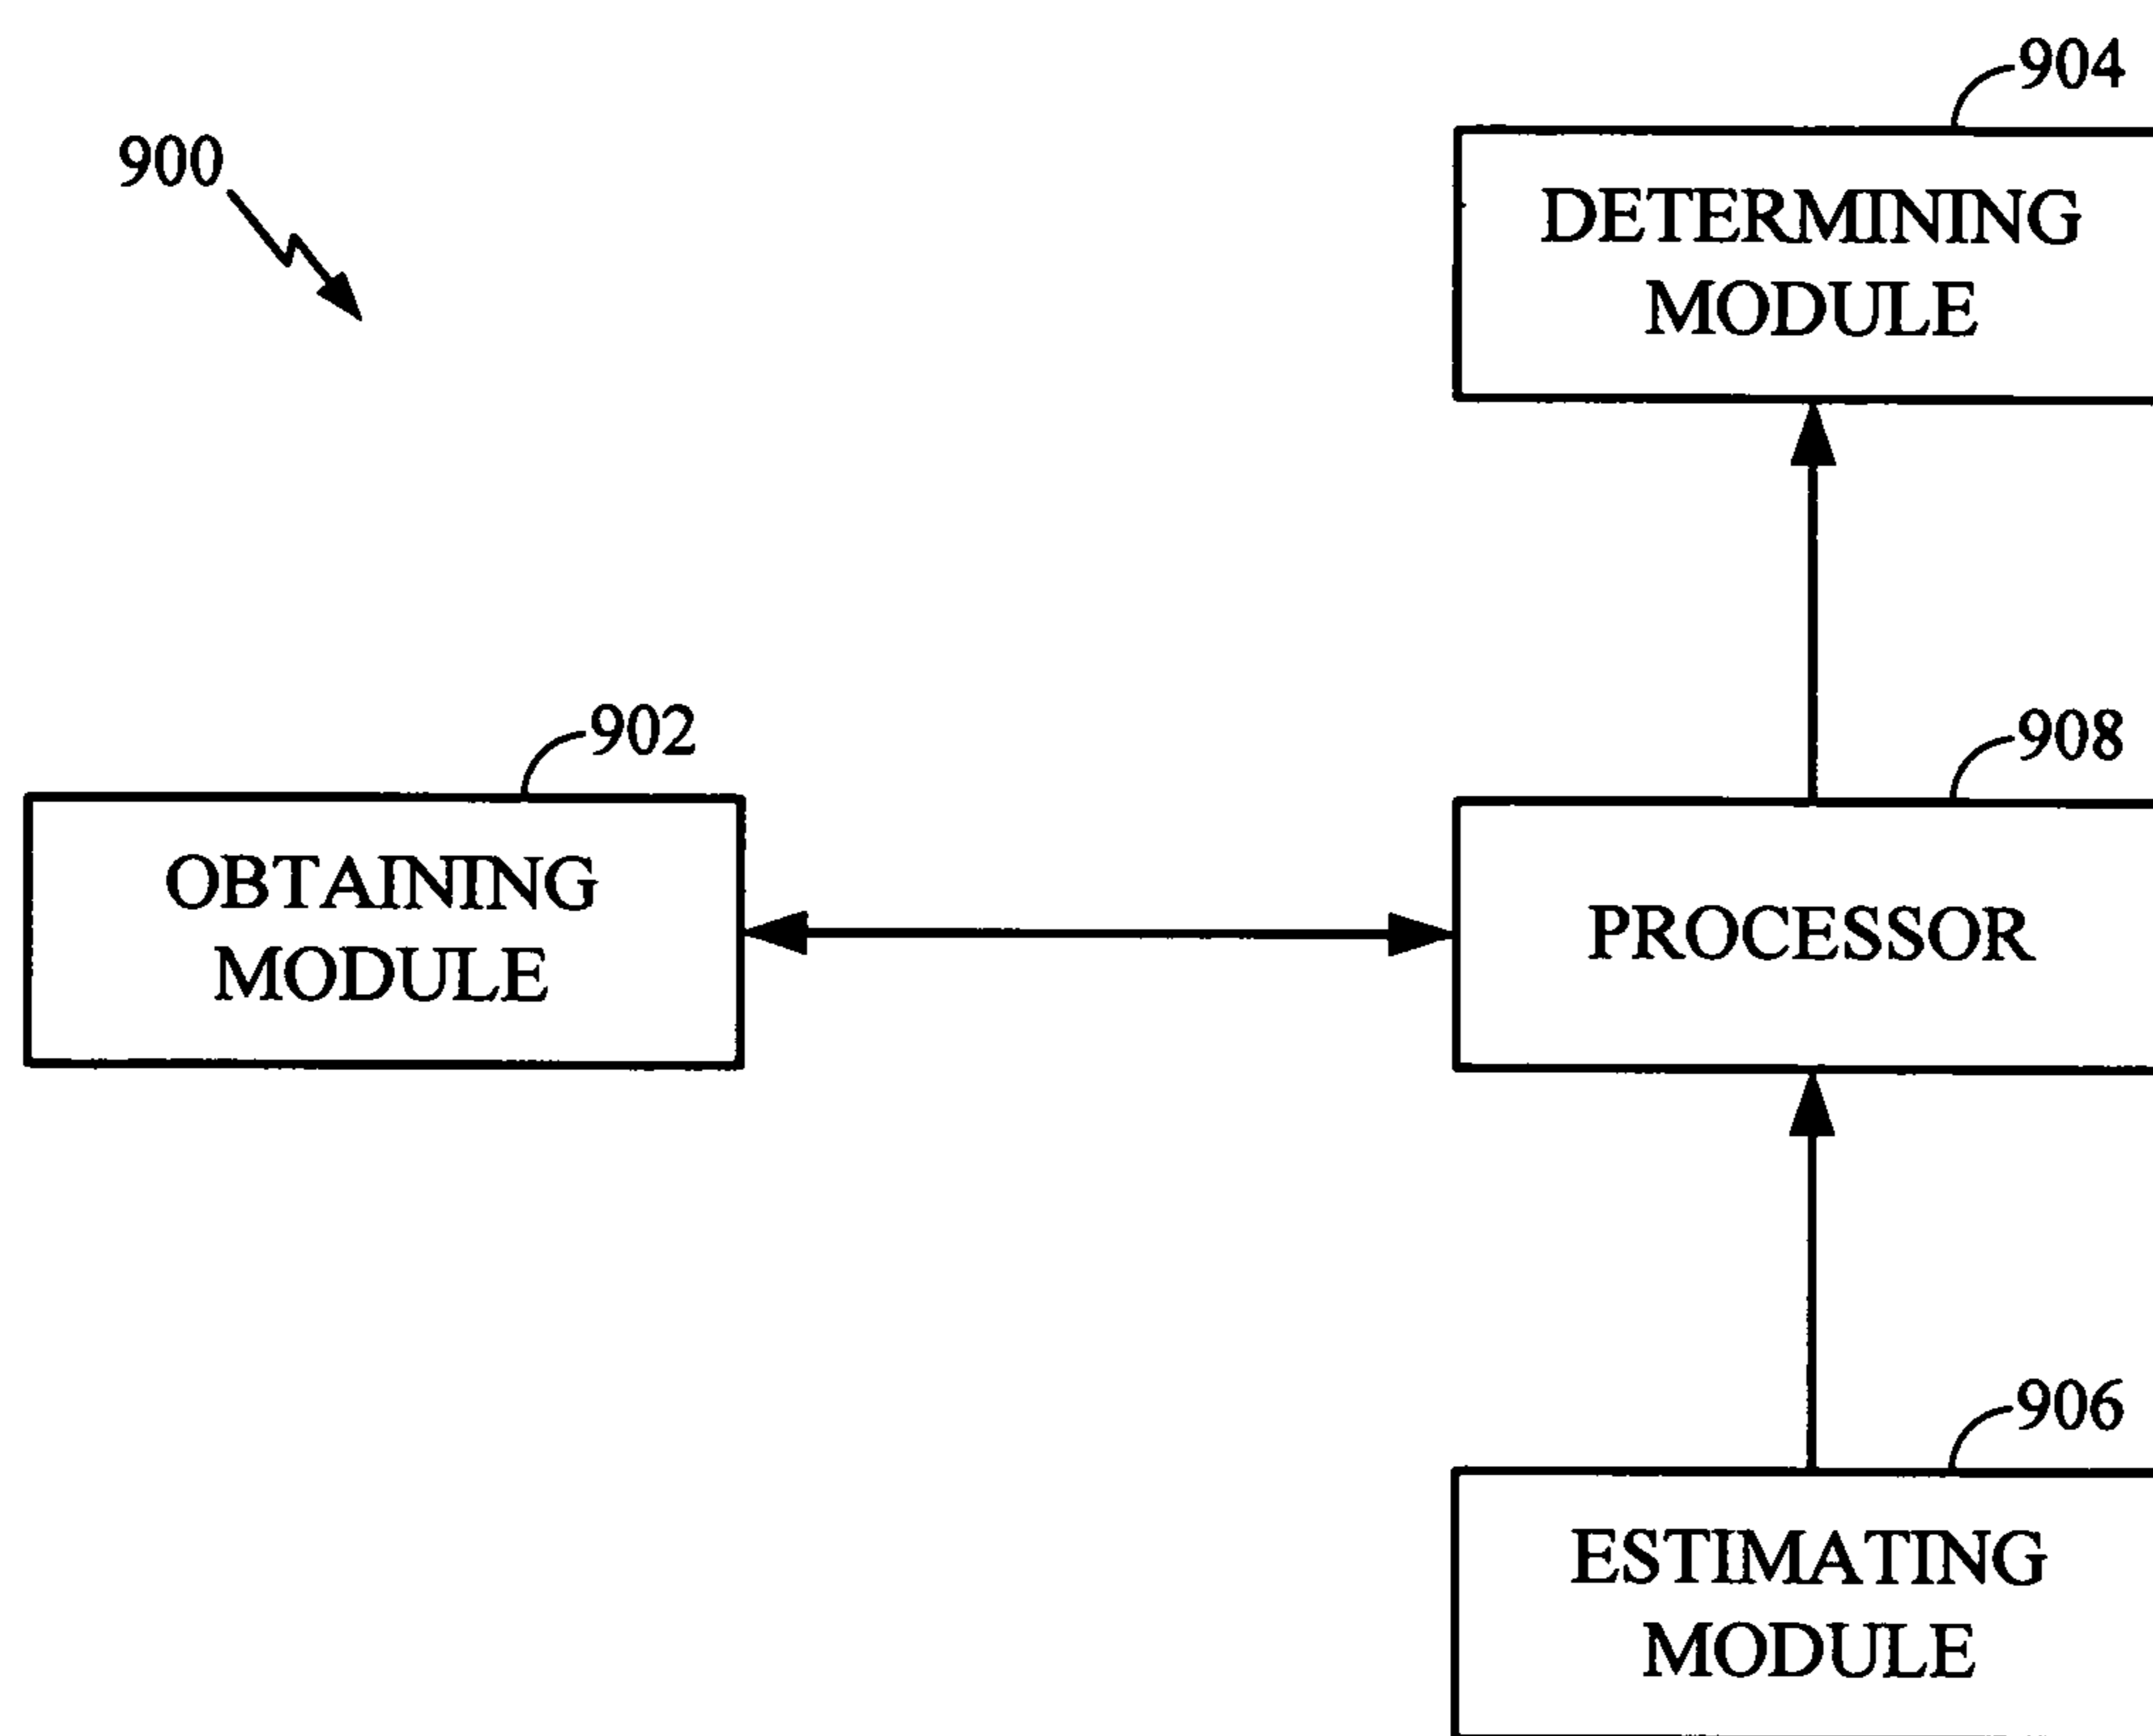 904
900
DETERMINING
MODULE
902
908
OBTAINING
MODULE
PROCESSOR
906
ESTIMATING
MODULE